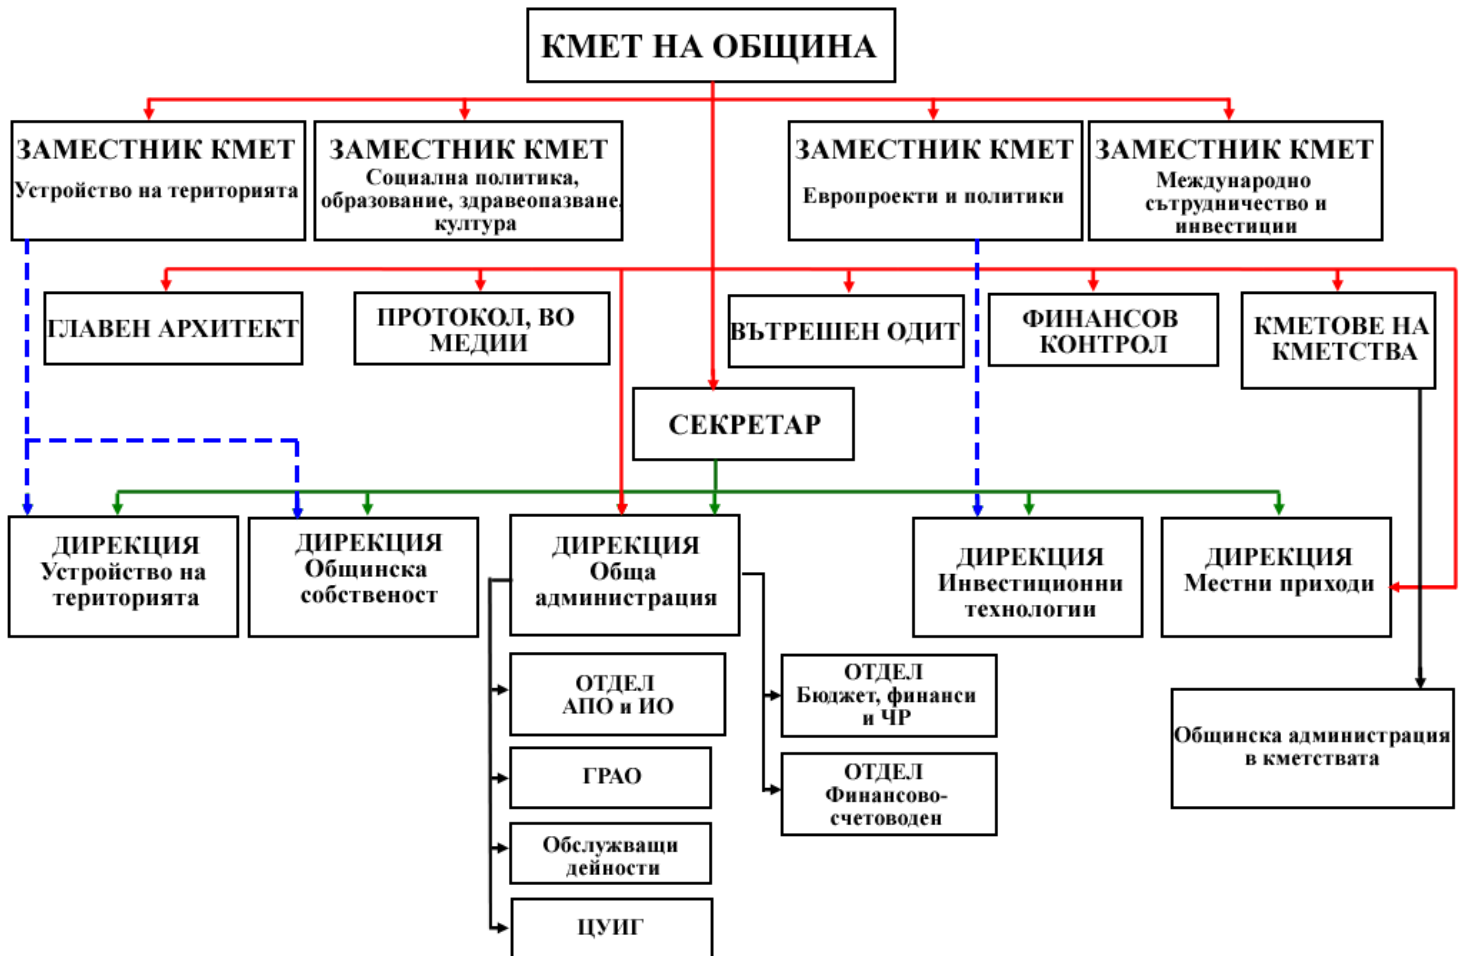 КМЕТ НА ОБЩИНА
ЗАМЕСТНИК КМЕТ
Устройство на територията
ЗАМЕСТНИК КМЕТ
Социална политика,
образование, здравеопазване,
култура
ЗАМЕСТНИК КМЕТ
Европроекти и политики
ЗАМЕСТНИК КМЕТ
Международно
сътрудничество и
инвестиции
ГЛАВЕН АРХИТЕКТ
ПРОТОКОЛ, ВО
МЕДИИ
ВЪТРЕШЕН ОДИТ
ФИНАНСОВ
КОНТРОЛ
КМЕТОВЕ НА
КМЕТСТВА
СЕКРЕТАР
ДИРЕКЦИЯ
Устройство на
територията
ДИРЕКЦИЯ
Общинска
собственост
ДИРЕКЦИЯ
Обща
администрация
ДИРЕКЦИЯ
Инвестиционни
технологии
ДИРЕКЦИЯ
Местни приходи
ОТДЕЛ
АПО и ИО
ГРАО
Обслужващи
дейности
ЦУИГ
ОТДЕЛ
Бюджет, финанси
и ЧР
ОТДЕЛ
Финансово-
счетоводен
Общинска администрация
в кметствата